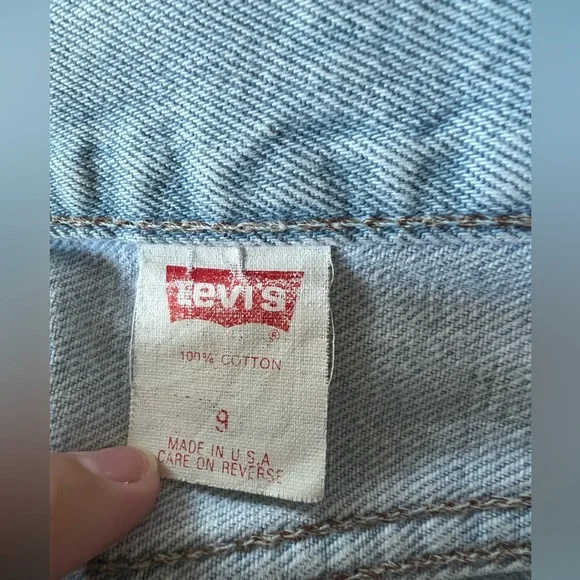 Levi's
®
100% COTTON
9
MADE IN U.S.A
CARE ON REVERSE